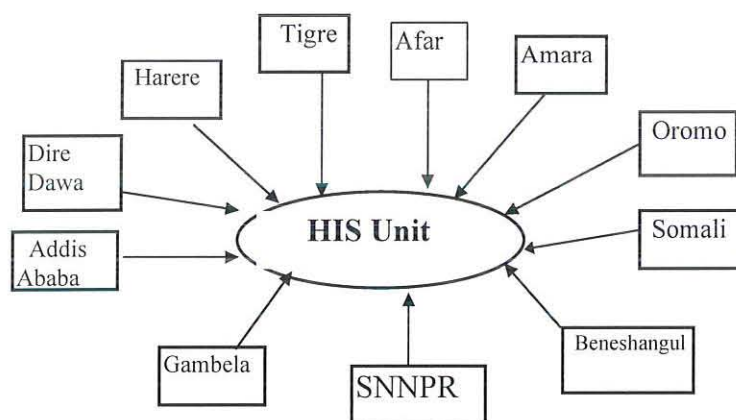 Tigre
Afar
Amara
Harere
Oromo
Dire
Dawa
HIS Unit
Somali
Addis
Ababa
Beneshangul
Gambela
SNNPR